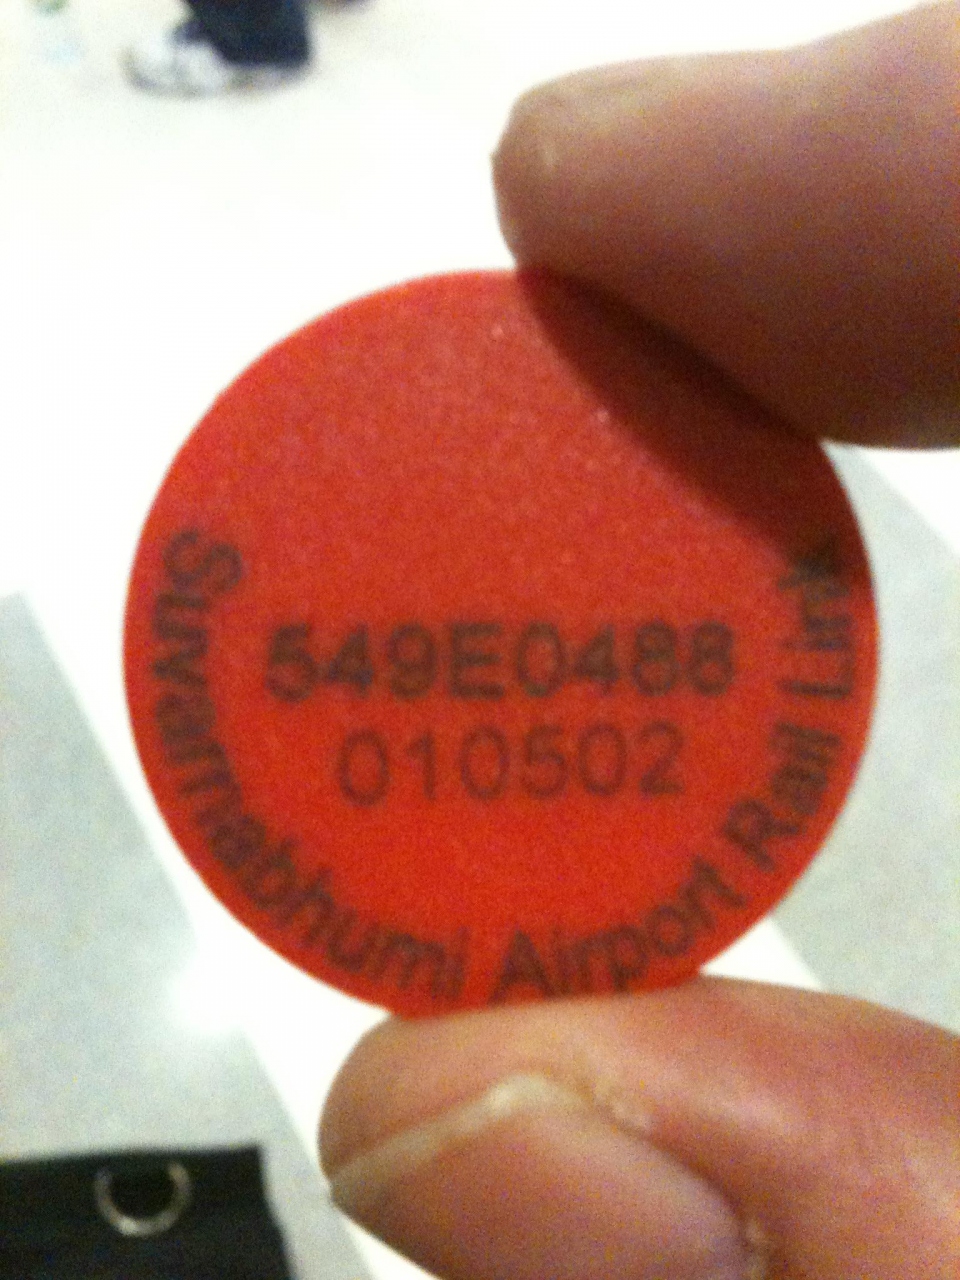 549E0488
010502
Suvarnabhumi Airport Rail Link